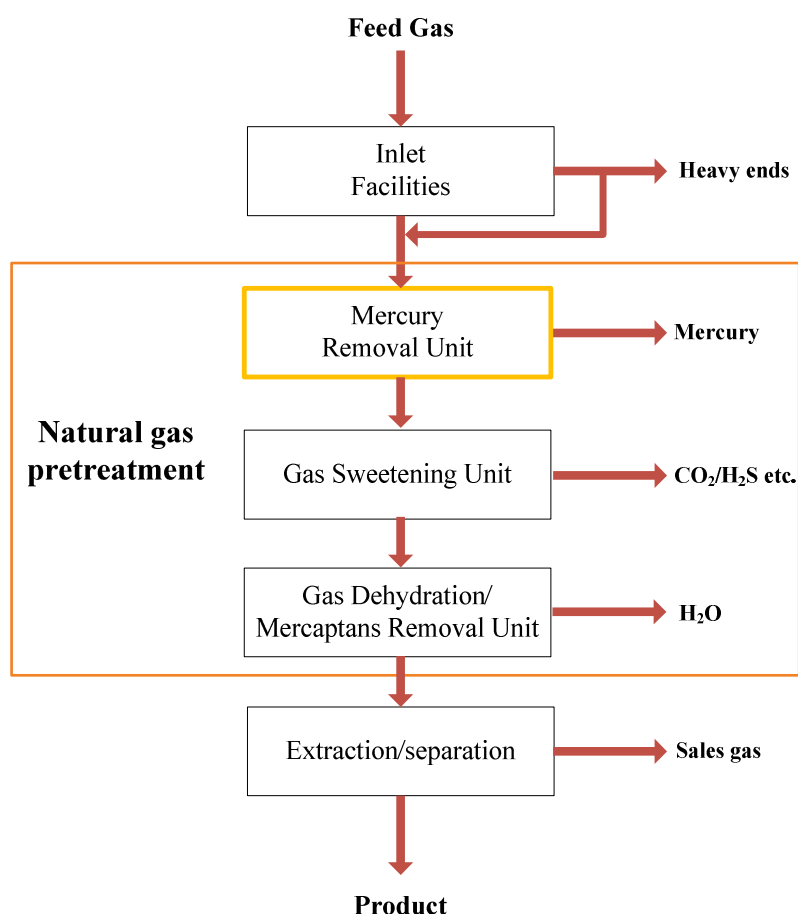 Feed Gas
Inlet
Facilities
Heavy ends
Mercury
Removal Unit
Mercury
Natural gas
pretreatment
Gas Sweetening Unit
CO₂/H₂S etc.
Gas Dehydration/
Mercaptans Removal Unit
H₂O
Extraction/separation
Sales gas
Product